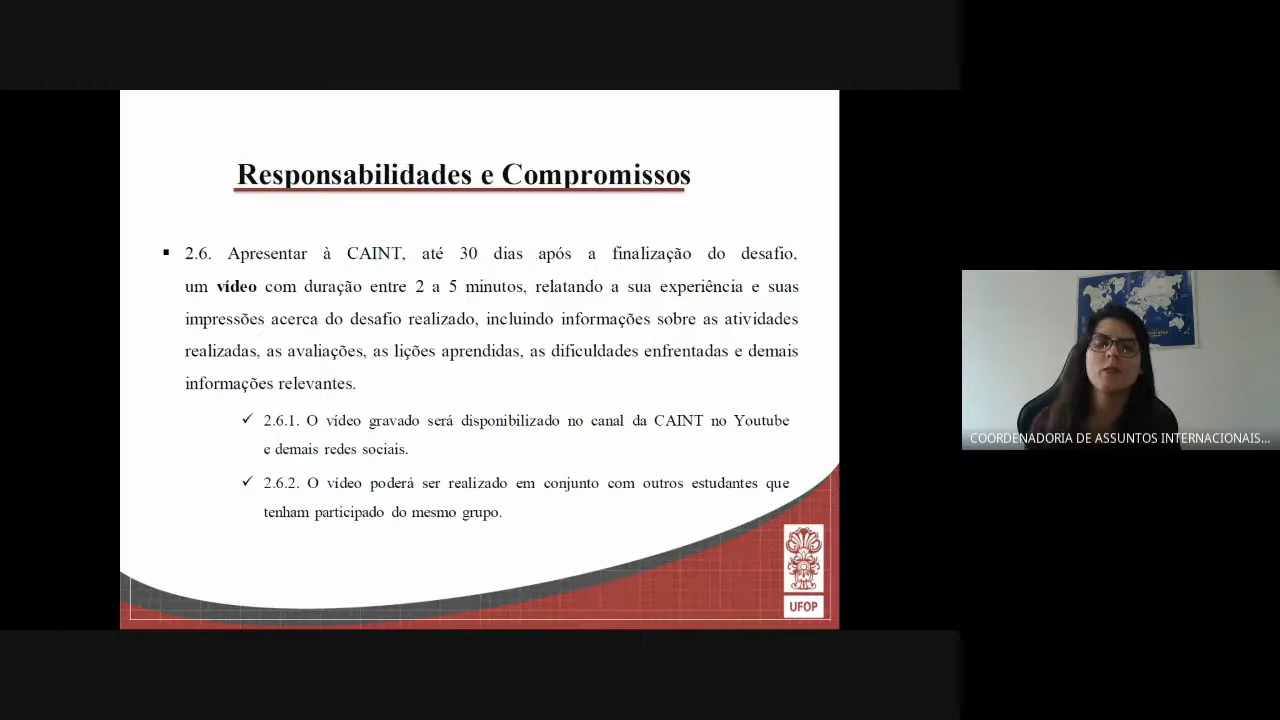 Responsabilidades e Compromissos
2.6. Apresentar à CAINT, até 30 dias após a finalização do desafio,
um vídeo com duração entre 2 a 5 minutos, relatando a sua experiência e suas
impressões acerca do desafio realizado, incluindo informações sobre as atividades
realizadas, as avaliações, as lições aprendidas, as dificuldades enfrentadas e demais
informações relevantes.
2.6.1. O vídeo gravado será disponibilizado no canal da CAINT no Youtube
e demais redes sociais.
2.6.2. O vídeo poderá ser realizado em conjunto com outros estudantes que
tenham participado do mesmo grupo.
UFOP
COORDENADORIA DE ASSUNTOS INTERNACIONAIS...